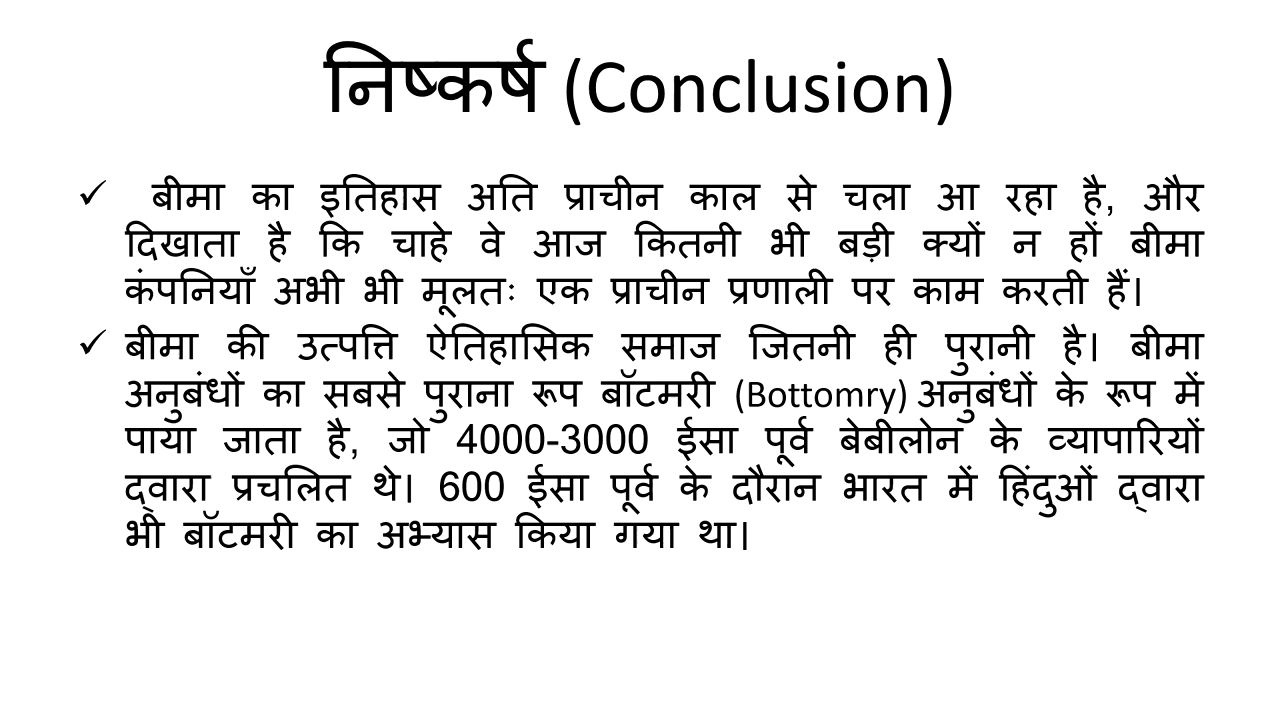 निष्कर्ष (Conclusion)
✓ बीमा का इतिहास अति प्राचीन काल से चला आ रहा है, और
दिखाता है कि चाहे वे आज कितनी भी बड़ी क्यों न हों बीमा
कंपनियाँ अभी भी मूलतः एक प्राचीन प्रणाली पर काम करती हैं।
✓ बीमा की उत्पत्ति ऐतिहासिक समाज जितनी ही पुरानी है। बीमा
अनुबंधों का सबसे पुराना रूप बॉटमरी (Bottomry) अनुबंधों के रूप में
पाया जाता है, जो 4000-3000 ईसा पूर्व बेबीलोन के व्यापारियों
द्वारा प्रचलित थे। 600 ईसा पूर्व के दौरान भारत में हिंदुओं द्वारा
भी बॉटमरी का अभ्यास किया गया था।